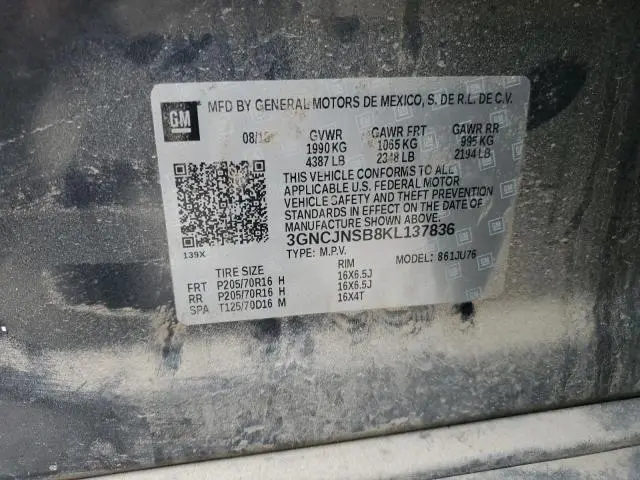 GM
MFD BY GENERAL MOTORS DE MEXICO, S. DE R.L. DE C.V.
GVWR GAWR FRT GAWR RR
1990 KG 1065 KG 995 KG
4387 LB 2348 LB 2194 LB
THIS VEHICLE CONFORMS TO ALL
APPLICABLE U.S. FEDERAL MOTOR
VEHICLE SAFETY AND THEFT PREVENTION
STANDARDS IN EFFECT ON THE DATE OF
MANUFACTURE SHOWN ABOVE.
3GNCJNSB8KL137836
TYPE: M.P.V. MODEL: 861JU76
139X
TIRE SIZE RIM
FRT P205/70R16 H 16X6.5J
RR P205/70R16 H 16X6.5J
SPA T125/70D16 M 16X4T